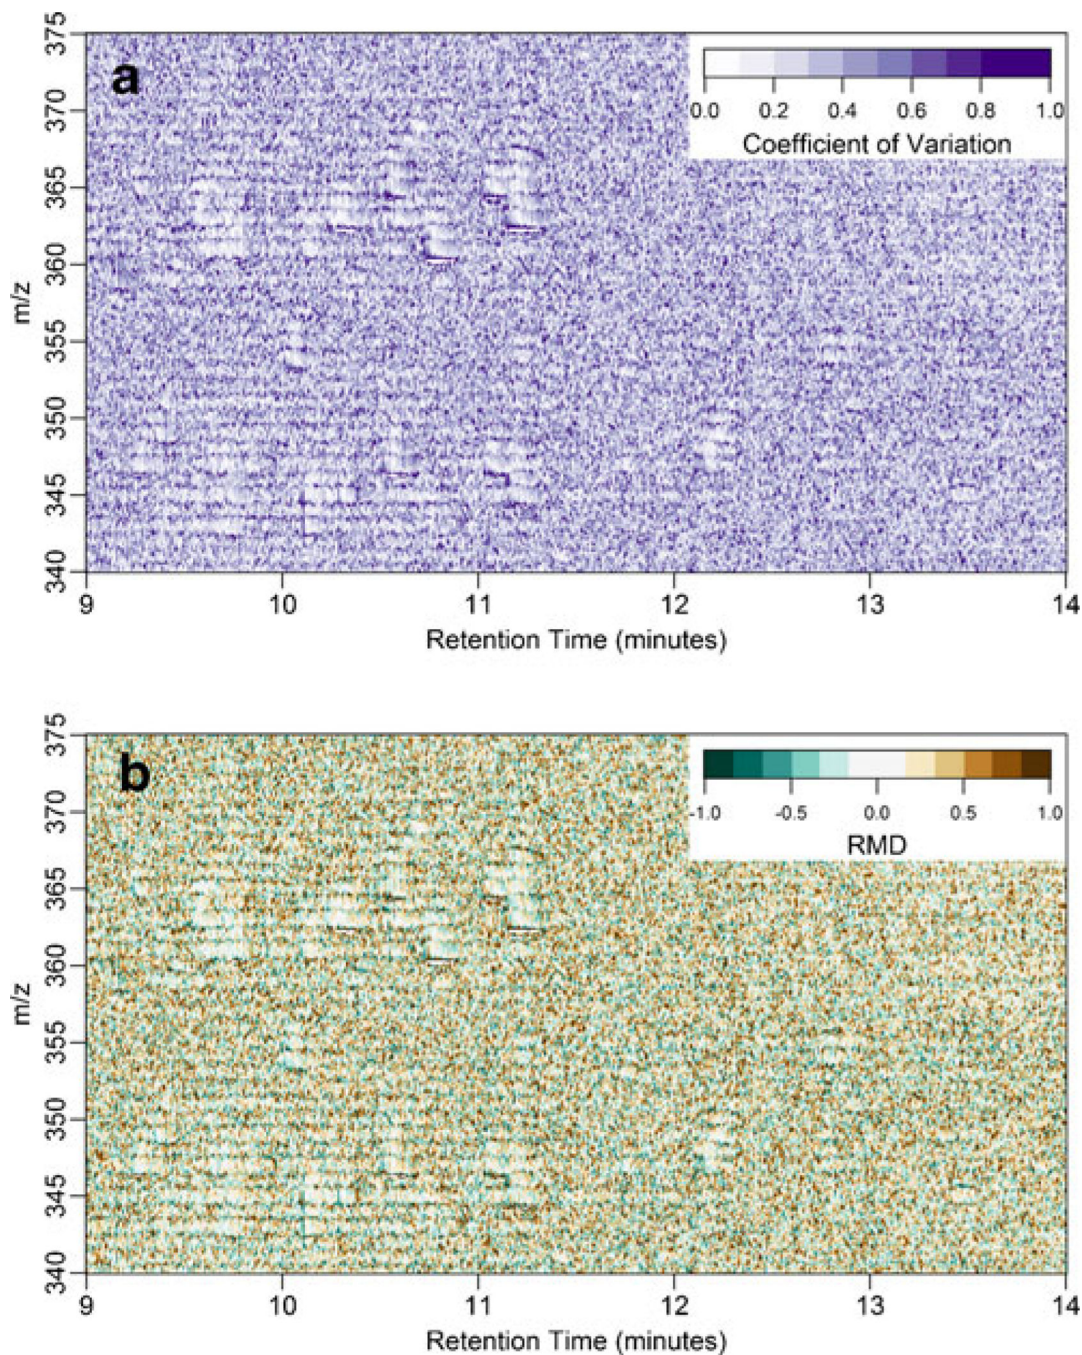 375
370
365
360
355
350
345
340
m/z
a
0.0 0.2 0.4 0.6 0.8 1.0
Coefficient of Variation
9 10 11 12 13 14
Retention Time (minutes)
375
370
365
360
355
350
345
340
m/z
b
-1.0 -0.5 0.0 0.5 1.0
RMD
9 10 11 12 13 14
Retention Time (minutes)